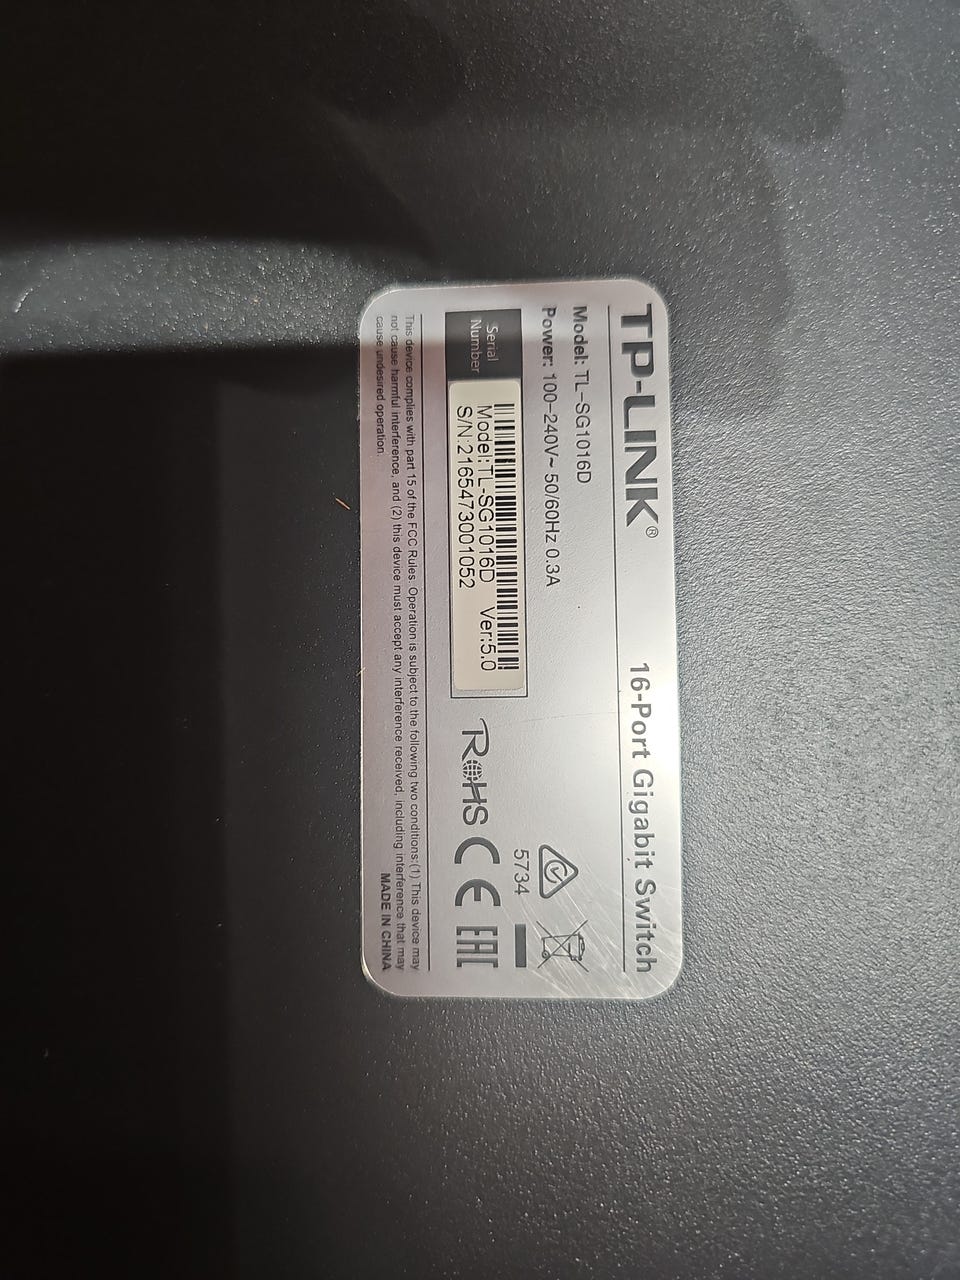 TP-LINK®
16-Port Gigabit Switch
Model: TL-SG1016D
Power: 100-240V~ 50/60Hz 0.3A
5734
Serial
Number
Model:TL-SG1016D Ver:5.0
S/N:2165473001052
RoHS CE EAC
This device complies with part 15 of the FCC Rules. Operation is subject to the following two conditions:(1) This device may
not cause harmful interference, and (2) this device must accept any interference received, including interference that may
cause undesired operation.
MADE IN CHINA